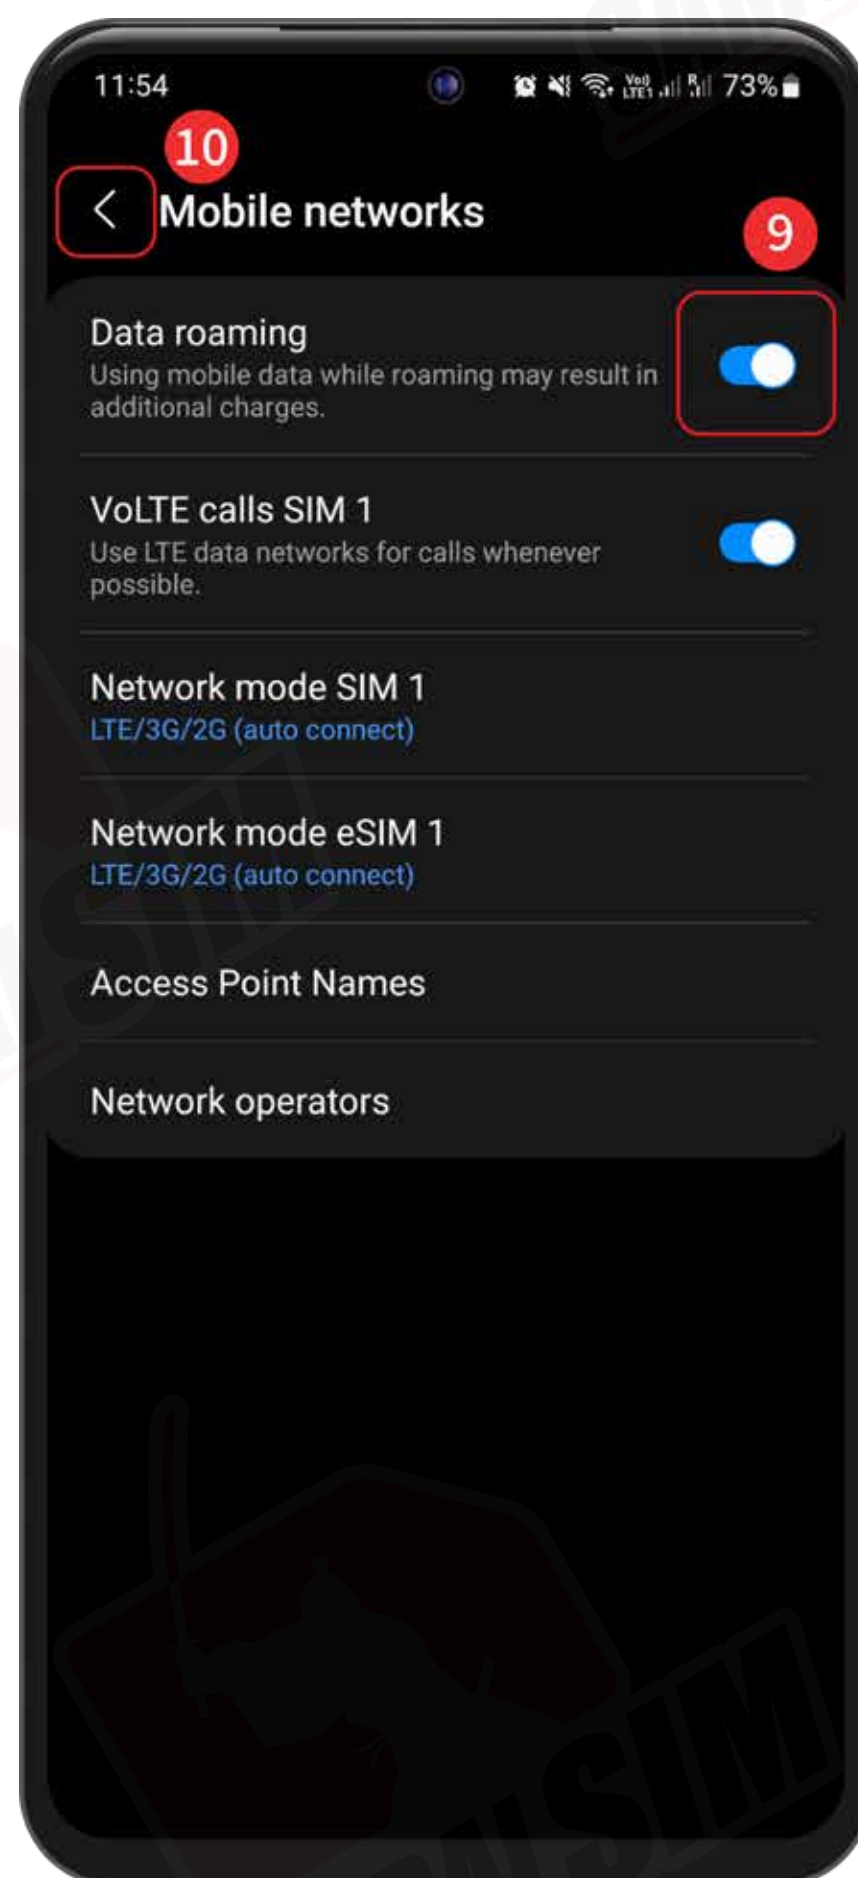 11:54
Vo)) LTE1 R 73%
10
Mobile networks
9
Data roaming
Using mobile data while roaming may result in
additional charges.
VoLTE calls SIM 1
Use LTE data networks for calls whenever
possible.
Network mode SIM 1
LTE/3G/2G (auto connect)
Network mode eSIM 1
LTE/3G/2G (auto connect)
Access Point Names
Network operators